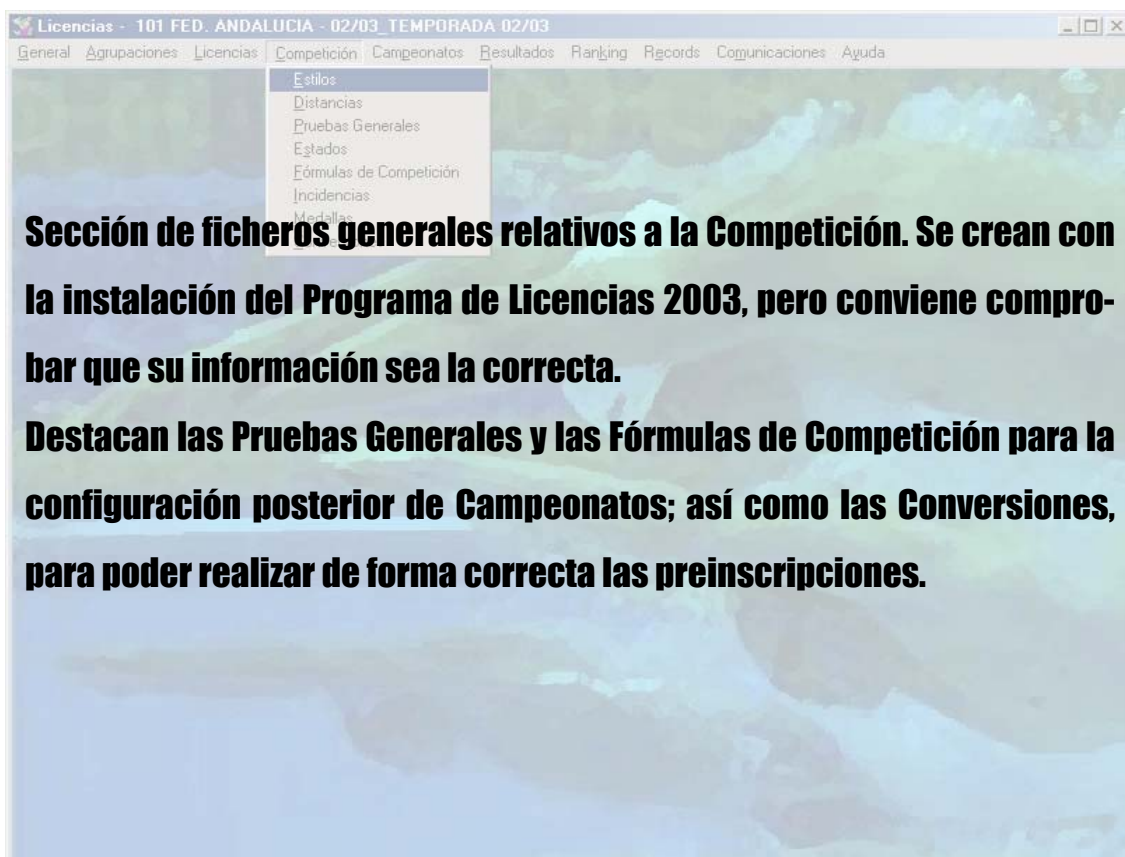 Licencias - 101 FED. ANDALUCIA - 02/03_TEMPORADA 02/03
General Agrupaciones Licencias Competición Campeonatos Resultados Ranking Records Comunicaciones Ayuda
Estilos
Distancias
Pruebas Generales
Estados
Fórmulas de Competición
Incidencias
Medallas
Sección de ficheros generales relativos a la Competición. Se crean con
la instalación del Programa de Licencias 2003, pero conviene compro-
bar que su información sea la correcta.
Destacan las Pruebas Generales y las Fórmulas de Competición para la
configuración posterior de Campeonatos; así como las Conversiones,
para poder realizar de forma correcta las preinscripciones.